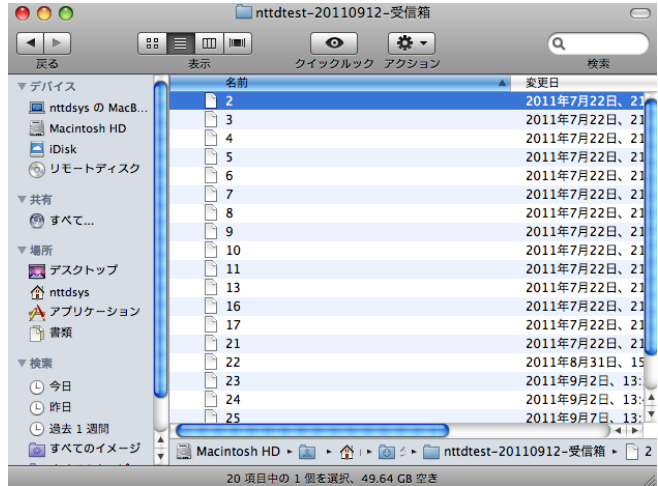 nttdtest-20110912-受信箱
戻る 表示 クイックルック アクション 検索
名前 変更日
▼デバイス
nttdsys の MacB...
Macintosh HD
iDisk
リモートディスク
▼共有
すべて...
▼場所
デスクトップ
nttdsys
アプリケーション
書類
▼検索
今日
昨日
過去 1 週間
すべてのイメージ
2 2011年7月22日、21
3 2011年7月22日、21
4 2011年7月22日、21
5 2011年7月22日、21
6 2011年7月22日、21
7 2011年7月22日、21
8 2011年7月22日、21
9 2011年7月22日、21
10 2011年7月22日、21
11 2011年7月22日、21
13 2011年7月22日、21
16 2011年7月22日、21
17 2011年7月22日、21
21 2011年7月22日、21
22 2011年8月31日、15
23 2011年9月2日、13:
24 2011年9月2日、13:
25 2011年9月7日、13:
Macintosh HD ▸ ▸ ▸ ▸ nttdtest-20110912-受信箱 ▸ 2
20 項目中の 1 個を選択、49.64 GB 空き